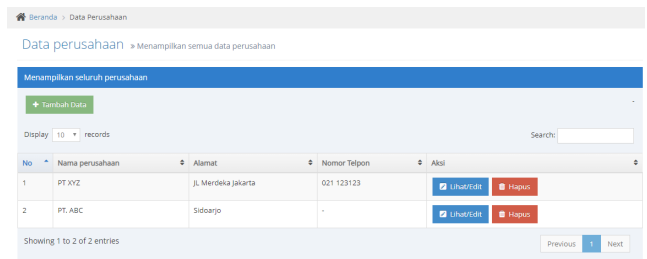 Beranda > Data Perusahaan
Data perusahaan » Menampilkan semua data perusahaan
Menampilkan seluruh perusahaan
+ Tambah Data -
Display 10 records Search:
No Nama perusahaan Alamat Nomor Telpon Aksi
1 PT XYZ JL Merdeka Jakarta 021 123123 Lihat/Edit Hapus
2 PT. ABC Sidoarjo - Lihat/Edit Hapus
Showing 1 to 2 of 2 entries Previous 1 Next